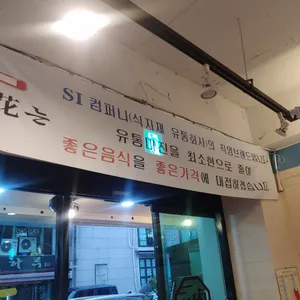 花는
SI 컴퍼니(식자재 유통회사)의 직영브랜드입니다
유통마진을 최소한으로 줄여
좋은음식을 좋은가격에 대접하겠습니다